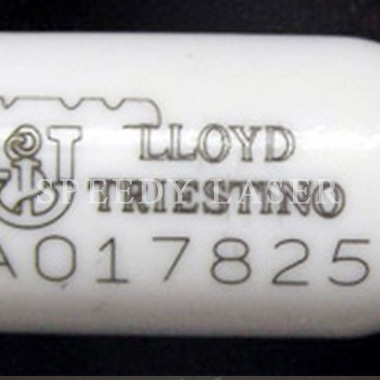 LLOYD
TRIESTINO
SPEEDY LASER
A017825